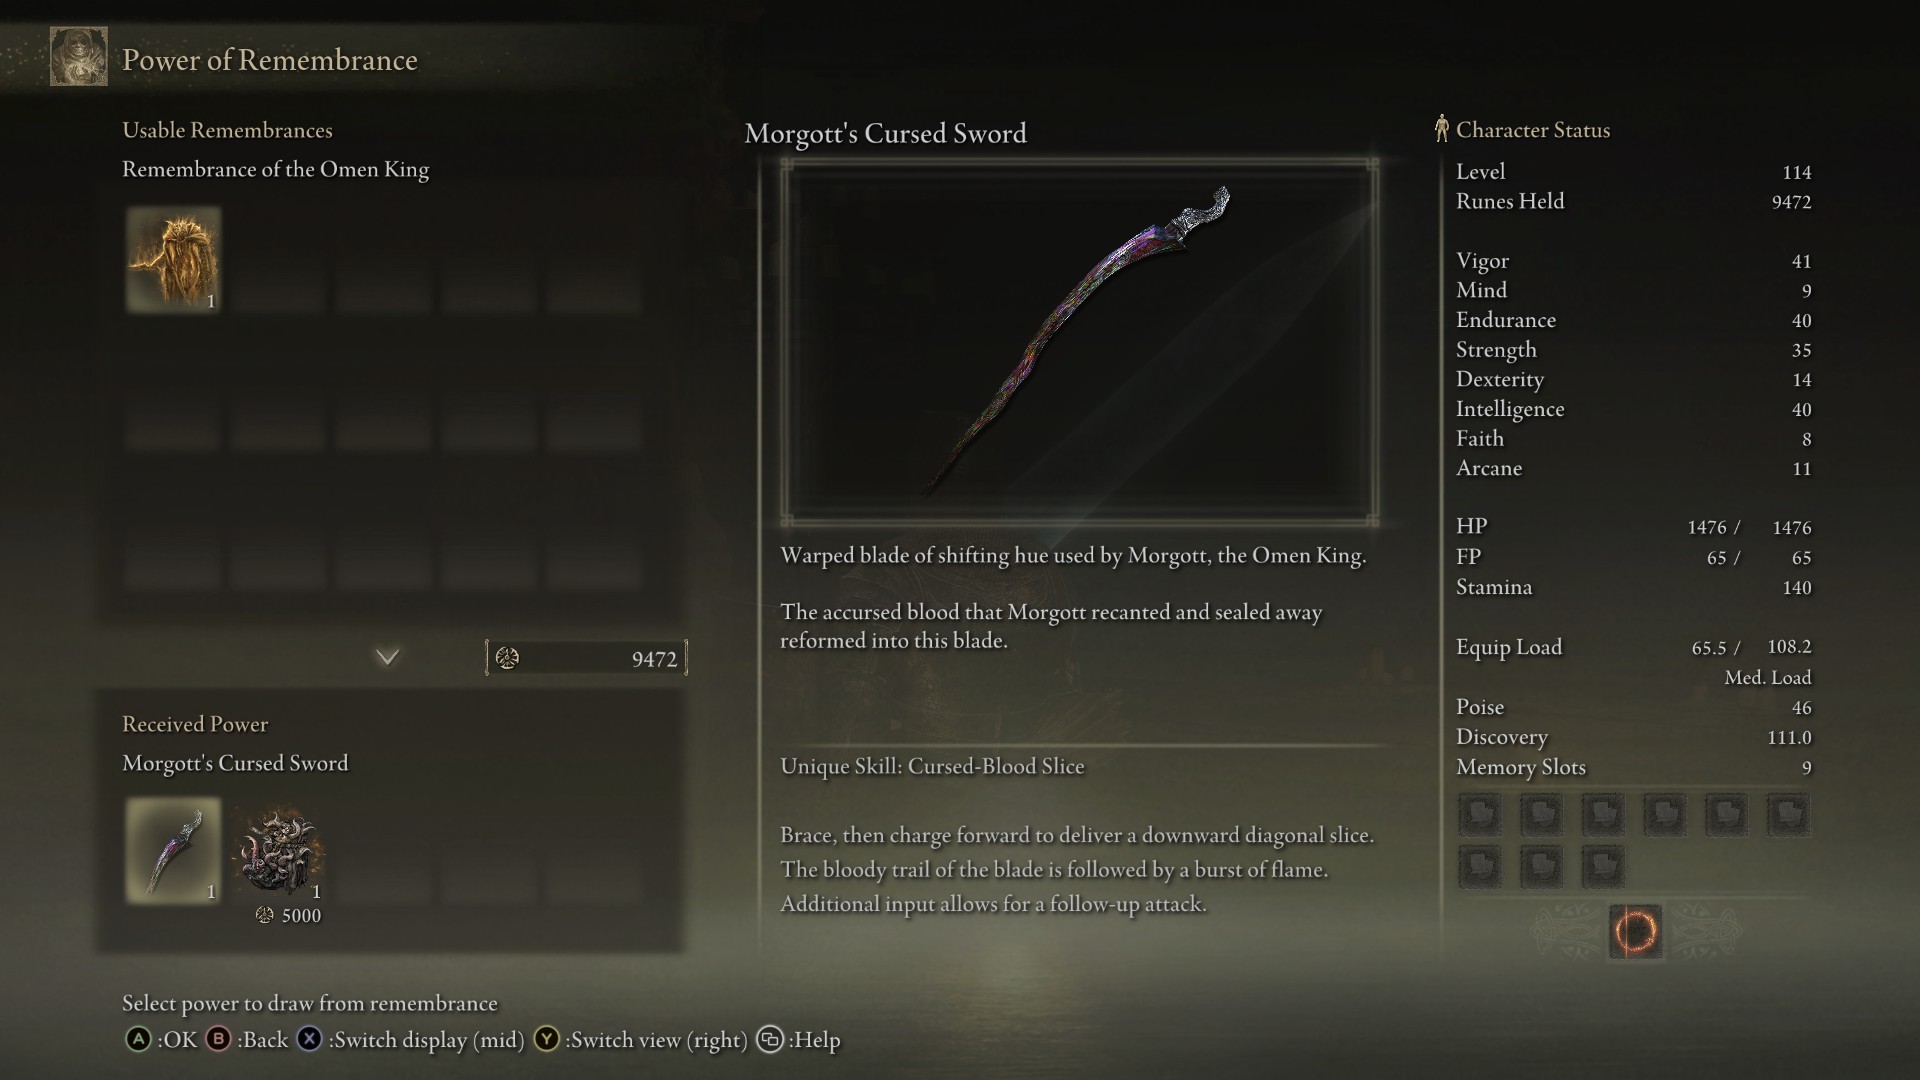 Power of Remembrance
Usable Remembrances
Remembrance of the Omen King
1
9472
Received Power
Morgott's Cursed Sword
1
1
5000
Morgott's Cursed Sword
Warped blade of shifting hue used by Morgott, the Omen King.
The accursed blood that Morgott recanted and sealed away
reformed into this blade.
Unique Skill: Cursed-Blood Slice
Brace, then charge forward to deliver a downward diagonal slice.
The bloody trail of the blade is followed by a burst of flame.
Additional input allows for a follow-up attack.
Character Status
Level 114
Runes Held 9472
Vigor 41
Mind 9
Endurance 40
Strength 35
Dexterity 14
Intelligence 40
Faith 8
Arcane 11
HP 1476 / 1476
FP 65 / 65
Stamina 140
Equip Load 65.5 / 108.2
Med. Load
Poise 46
Discovery 111.0
Memory Slots 9
Select power to draw from remembrance
A :OK B :Back X :Switch display (mid) Y :Switch view (right) :Help